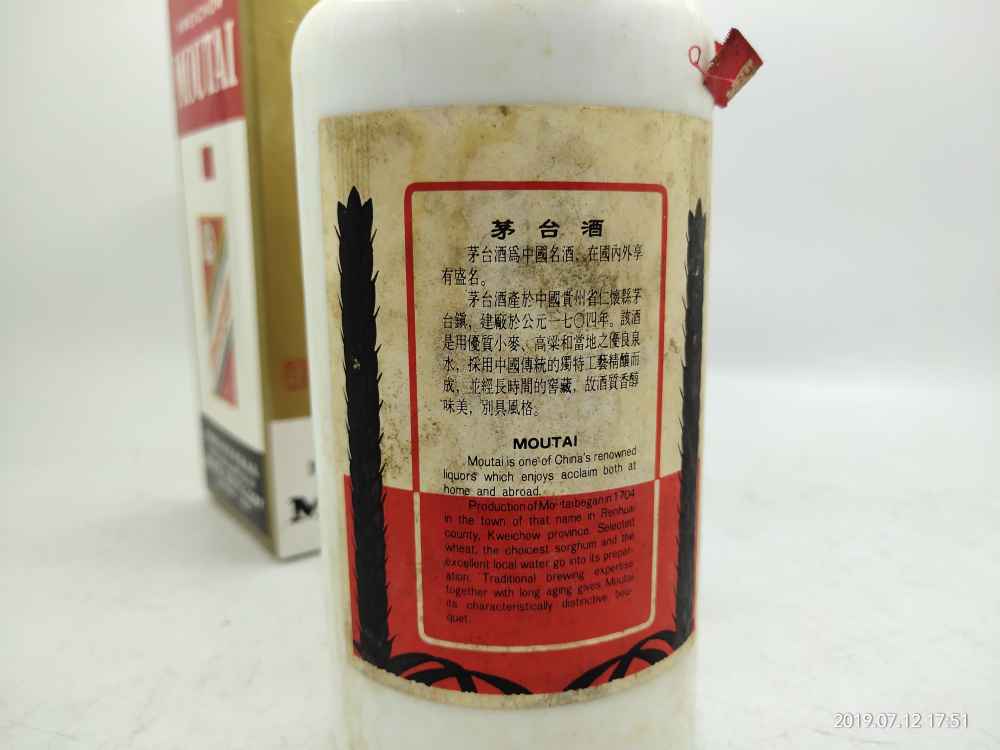 KWEICHOW
MOUTAI
茅台酒
茅台酒爲中國名酒、在國內外享
有盛名。
茅台酒產於中國貴州省仁懷縣茅
台鎮，建廠於公元一七〇四年。該酒
是用優質小麥、高粱和當地之優良泉
水，採用中國傳統的獨特工藝精釀而
成，並經長時間的窖藏，故酒質香醇
味美，別具風格。
MOUTAI
Moutai is one of China's renowned
liquors which enjoys acclaim both at
home and abroad.
Production of Moutai began in 1704
in the town of that name in Renhuai
county, Kweichow province. Selected
wheat, the choicest sorghum and the
excellent local water go into its prepar-
ation. Traditional brewing expertise
together with long aging gives Moutai
its characteristically distinctive bou-
quet.
2019.07.12 17:51